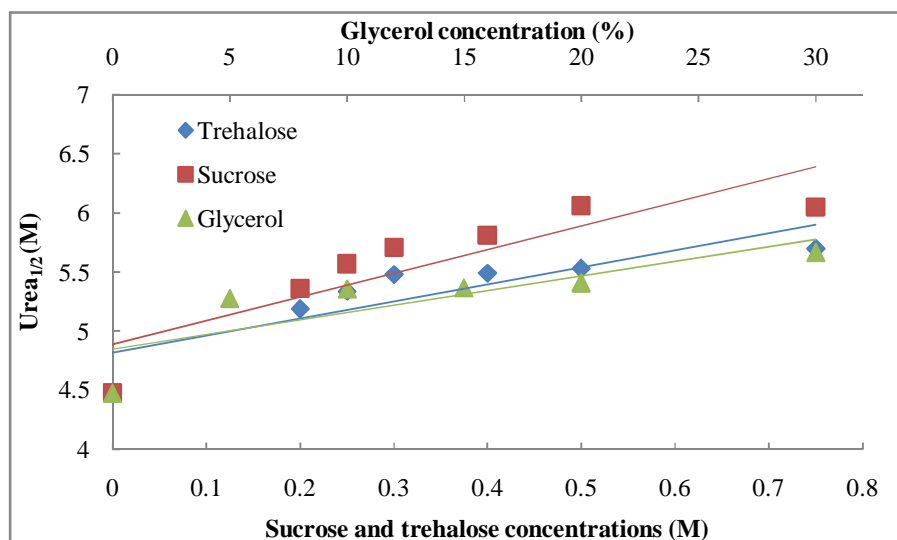 Glycerol concentration (%)
0 5 10 15 20 25 30
7
6.5
6
5.5
5
4.5
4
Urea1/2 (M)
Trehalose
Sucrose
Glycerol
0 0.1 0.2 0.3 0.4 0.5 0.6 0.7 0.8
Sucrose and trehalose concentrations (M)